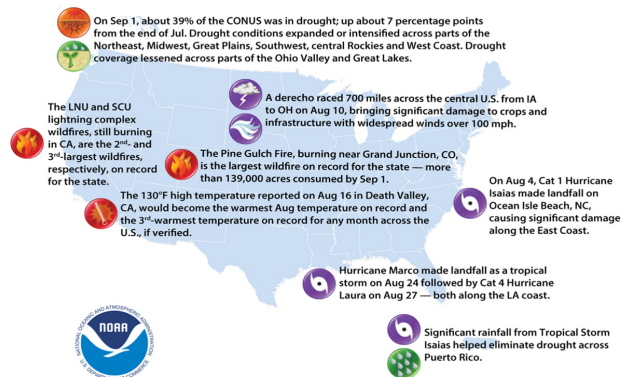 On Sep 1, about 39% of the CONUS was in drought; up about 7 percentage points
from the end of Jul. Drought conditions expanded or intensified across parts of the
Northeast, Midwest, Great Plains, Southwest, central Rockies and West Coast. Drought
coverage lessened across parts of the Ohio Valley and Great Lakes.
A derecho raced 700 miles across the central U.S. from IA
to OH on Aug 10, bringing significant damage to crops and
infrastructure with widespread winds over 100 mph.
The LNU and SCU
lightning complex
wildfires, still burning
in CA, are the 2nd- and
3rd-largest wildfires,
respectively, on record
for the state.
The Pine Gulch Fire, burning near Grand Junction, CO,
is the largest wildfire on record for the state — more
than 139,000 acres consumed by Sep 1.
The 130°F high temperature reported on Aug 16 in Death Valley,
CA, would become the warmest Aug temperature on record and
the 3rd-warmest temperature on record for any month across the
U.S., if verified.
On Aug 4, Cat 1 Hurricane
Isaias made landfall on
Ocean Isle Beach, NC,
causing significant damage
along the East Coast.
Hurricane Marco made landfall as a tropical
storm on Aug 24 followed by Cat 4 Hurricane
Laura on Aug 27 — both along the LA coast.
Significant rainfall from Tropical Storm
Isaias helped eliminate drought across
Puerto Rico.
NATIONAL OCEANIC AND ATMOSPHERIC ADMINISTRATION
NOAA